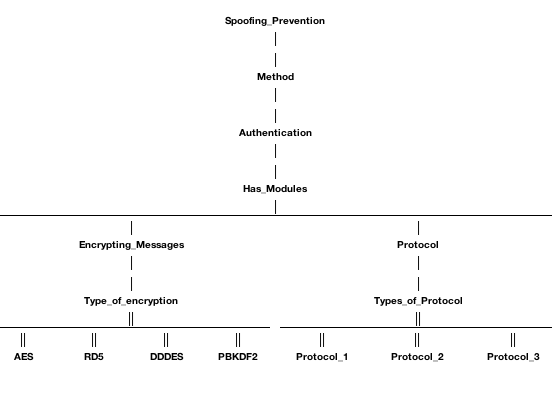 Spoofing_Prevention
Method
Authentication
Has_Modules
Encrypting_Messages Protocol
Type_of_encryption Types_of_Protocol
AES RD5 DDDES PBKDF2 Protocol_1 Protocol_2 Protocol_3